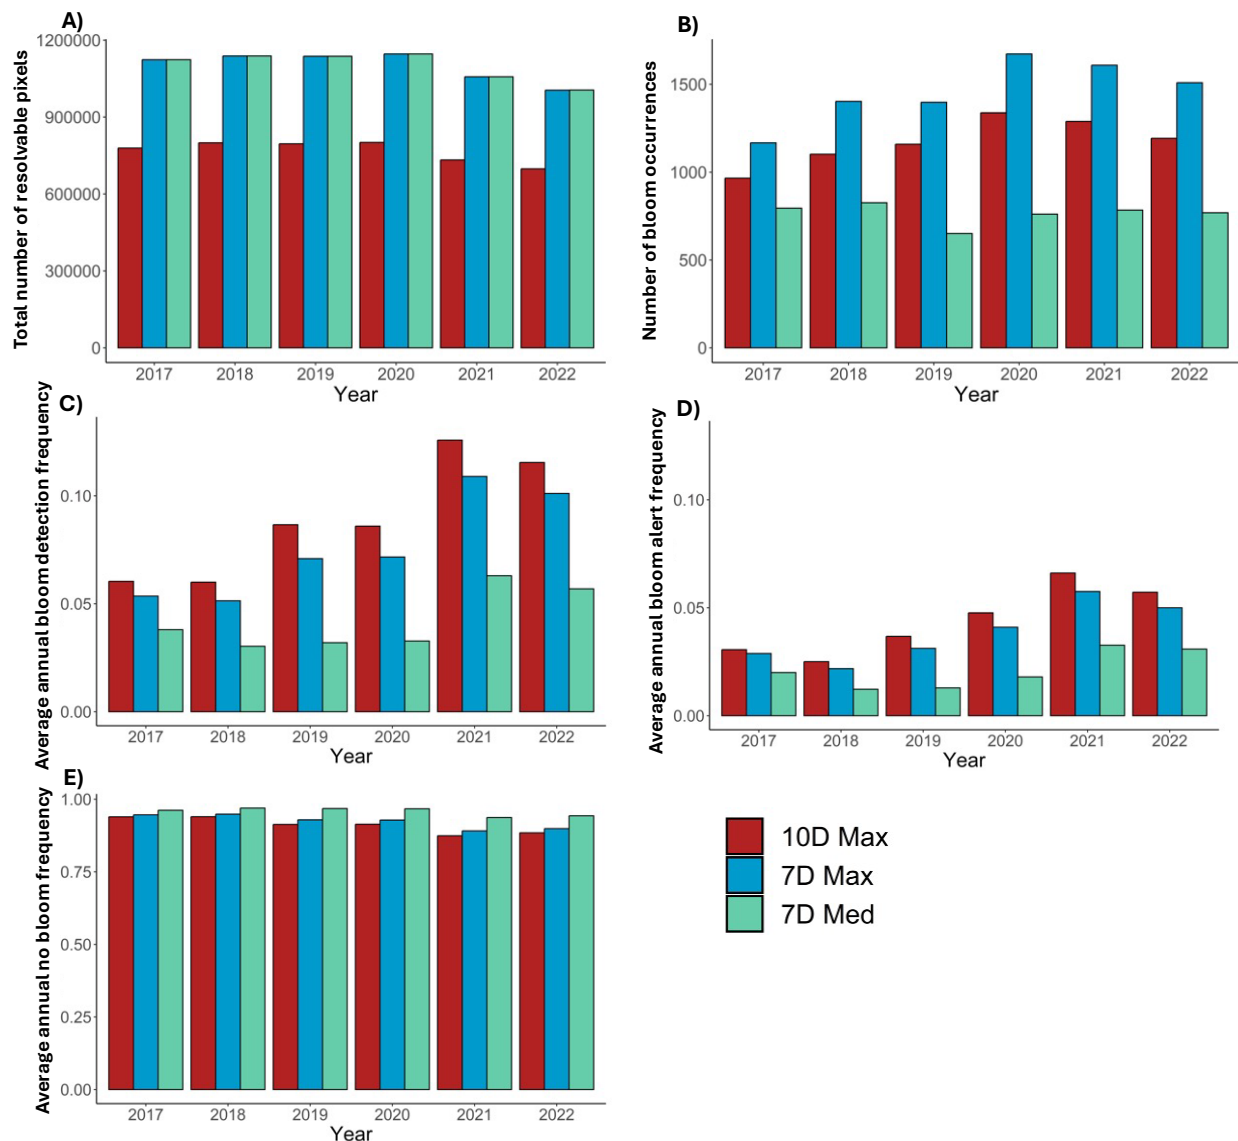 A)
Total number of resolvable pixels
1200000
900000
600000
300000
0
2017 2018 2019 2020 2021 2022
Year
B)
Number of bloom occurrences
1500
1000
500
0
2017 2018 2019 2020 2021 2022
Year
C)
Average annual bloom detection frequency
0.10
0.05
0.00
2017 2018 2019 2020 2021 2022
Year
D)
Average annual bloom alert frequency
0.10
0.05
0.00
2017 2018 2019 2020 2021 2022
Year
E)
Average annual no bloom frequency
1.00
0.75
0.50
0.25
0.00
2017 2018 2019 2020 2021 2022
Year
10D Max
7D Max
7D Med